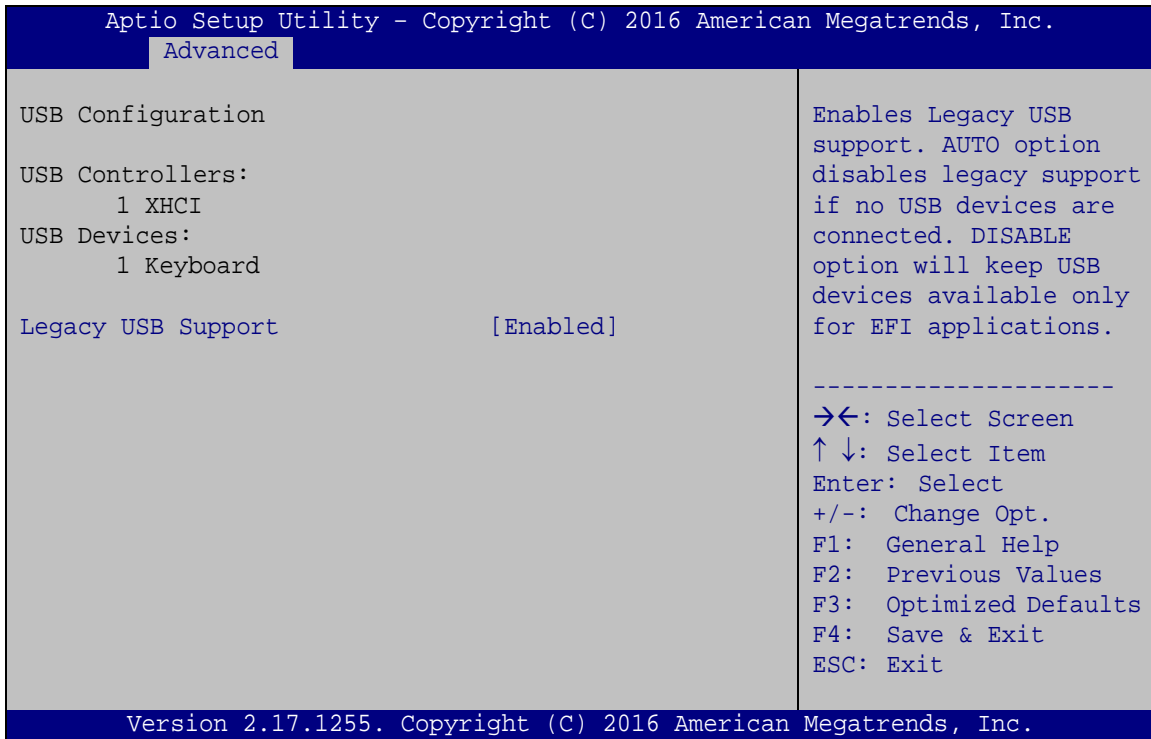 Aptio Setup Utility – Copyright (C) 2016 American Megatrends, Inc.
Advanced
USB Configuration
USB Controllers:
1 XHCI
USB Devices:
1 Keyboard
Legacy USB Support [Enabled]
Enables Legacy USB
support. AUTO option
disables legacy support
if no USB devices are
connected. DISABLE
option will keep USB
devices available only
for EFI applications.
---------------------
→←: Select Screen
↑ ↓: Select Item
Enter: Select
+/-: Change Opt.
F1: General Help
F2: Previous Values
F3: Optimized Defaults
F4: Save & Exit
ESC: Exit
Version 2.17.1255. Copyright (C) 2016 American Megatrends, Inc.